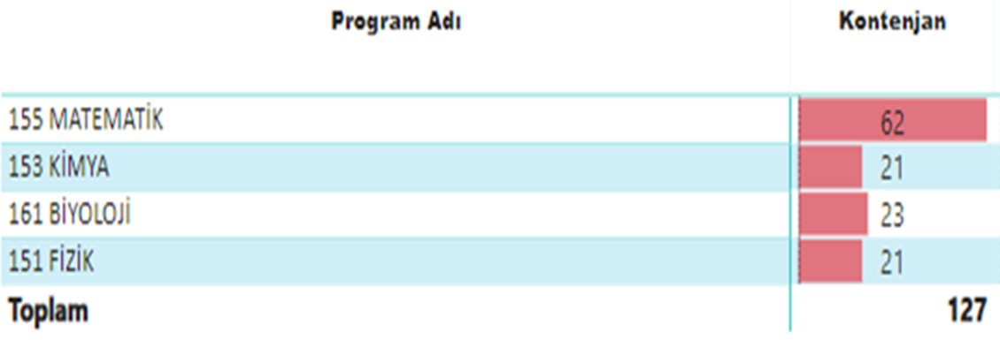 Program Adı Kontenjan
155 MATEMATİK 62
153 KİMYA 21
161 BİYOLOJİ 23
151 FİZİK 21
Toplam 127